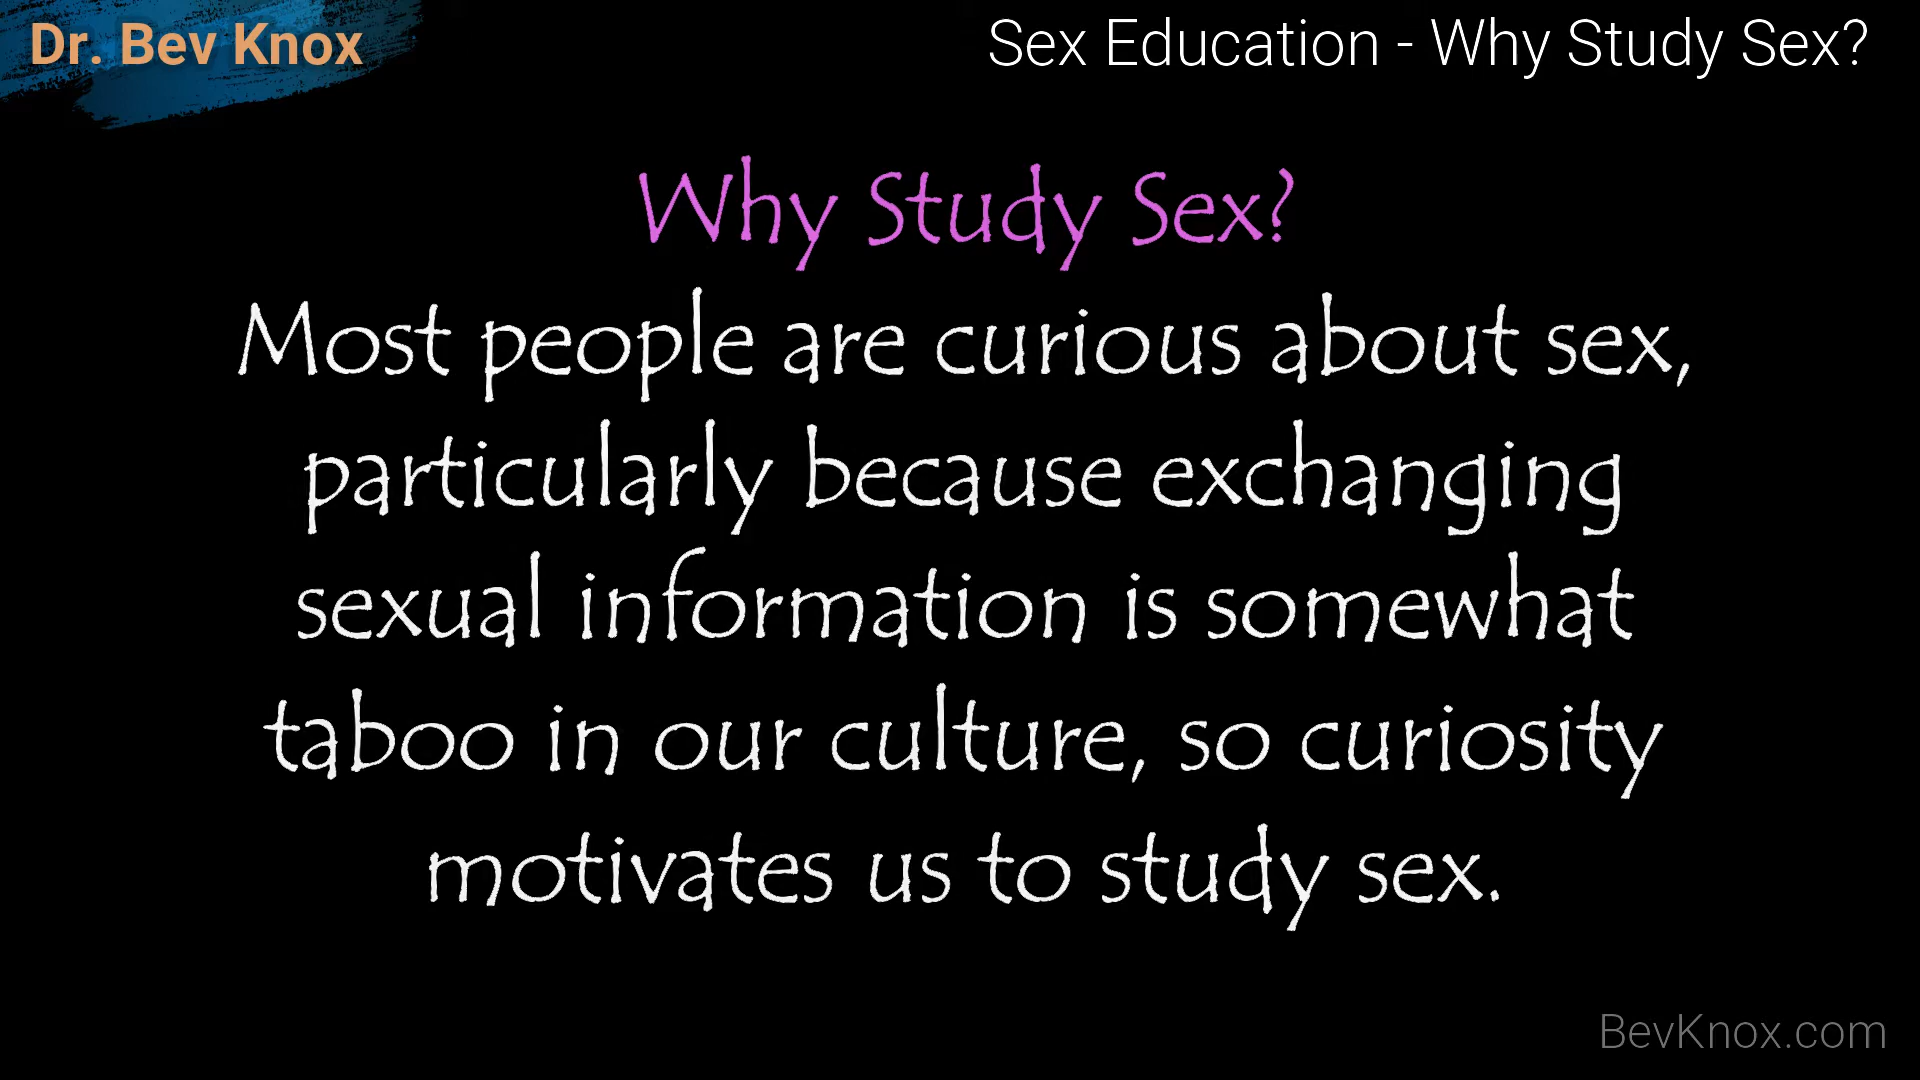 Dr. Bev Knox
Sex Education - Why Study Sex?
Why Study Sex?
Most people are curious about sex,
particularly because exchanging
sexual information is somewhat
taboo in our culture, so curiosity
motivates us to study sex.
BevKnox.com